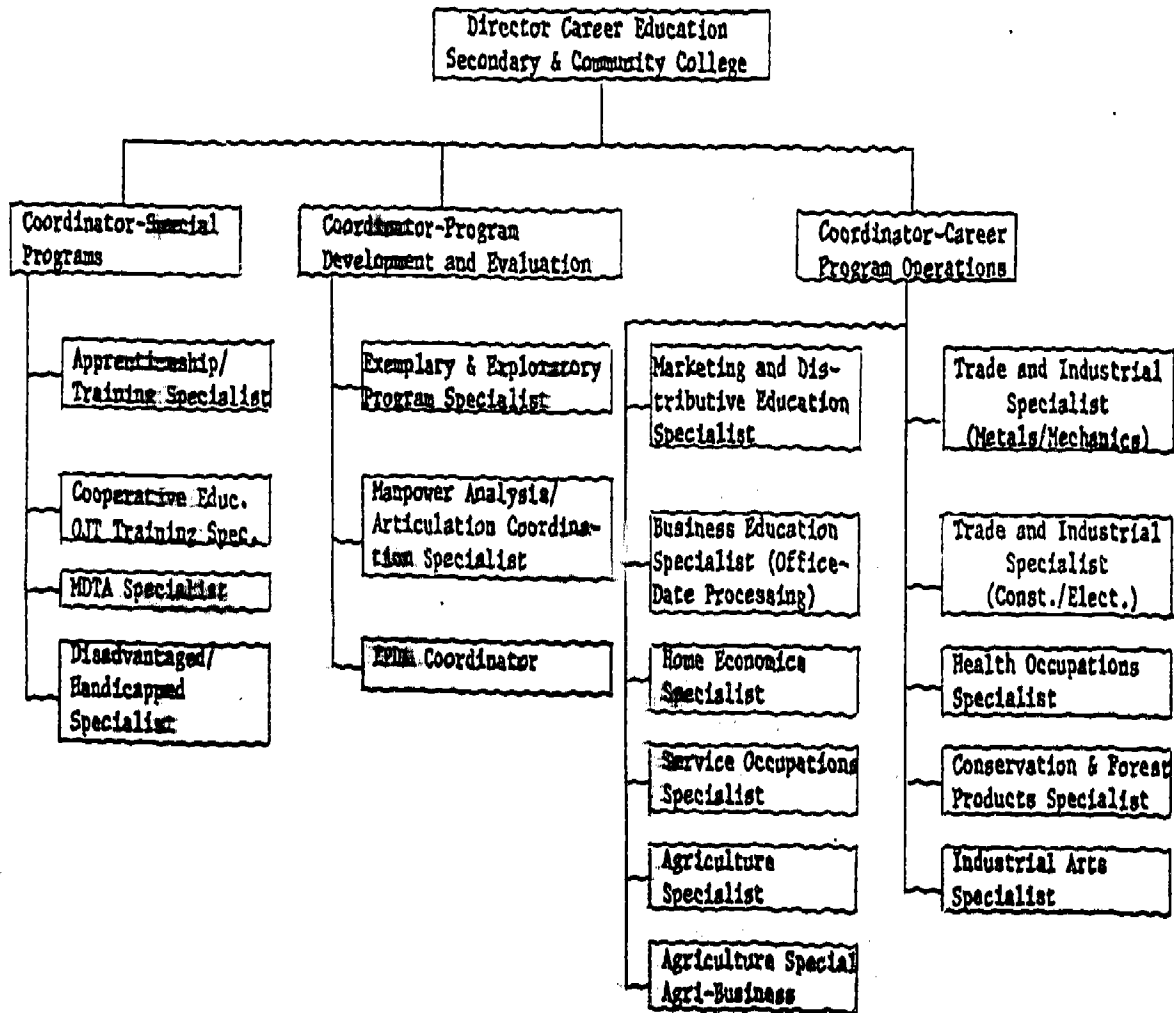 Director Career Education
Secondary & Community College
Coordinator-Special
Programs
Coordinator-Program
Development and Evaluation
Coordinator-Career
Program Operations
Apprenticeship/
Training Specialist
Cooperative Educ.
OJT Training Spec.
MDTA Specialist
Disadvantaged/
Handicapped
Specialist
Exemplary & Exploratory
Program Specialist
Manpower Analysis/
Articulation Coordina-
tion Specialist
EPDA Coordinator
Marketing and Dis-
tributive Education
Specialist
Business Education
Specialist (Office-
Date Processing)
Home Economics
Specialist
Service Occupations
Specialist
Agriculture
Specialist
Agriculture Special
Agri-Business
Trade and Industrial
Specialist
(Metals/Mechanics)
Trade and Industrial
Specialist
(Const./Elect.)
Health Occupations
Specialist
Conservation & Forest
Products Specialist
Industrial Arts
Specialist